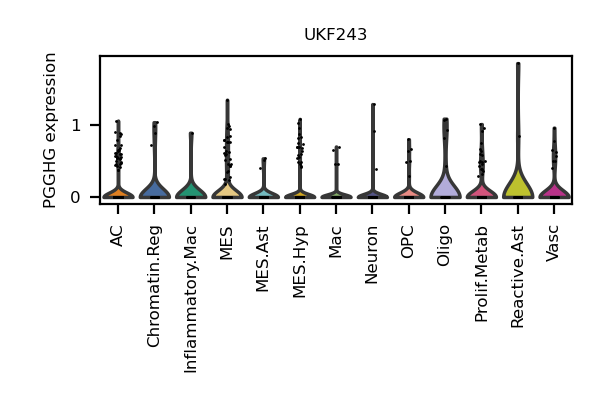 UKF243
PGGHG expression
1
0
AC
Chromatin.Reg
Inflammatory.Mac
MES
MES.Ast
MES.Hyp
Mac
Neuron
OPC
Oligo
Prolif.Metab
Reactive.Ast
Vasc